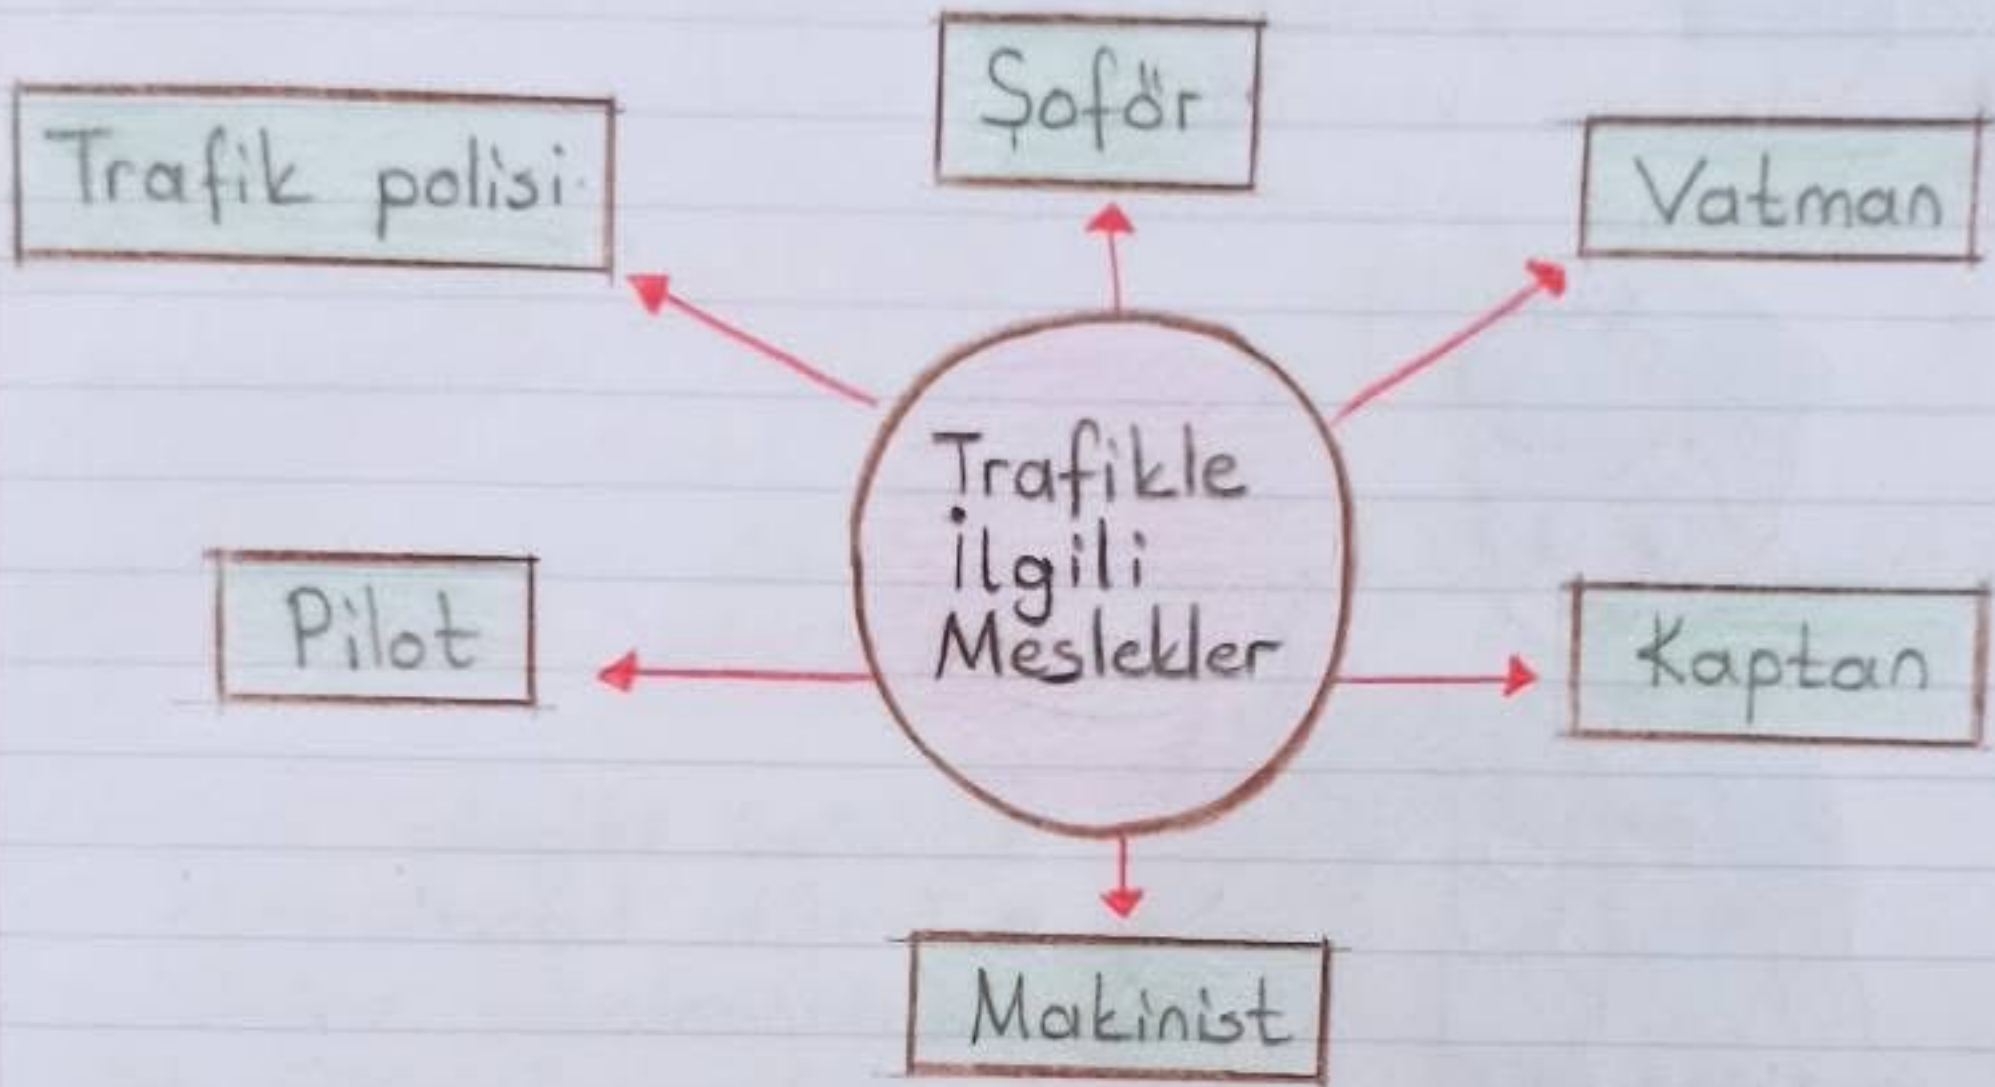 Şoför
Trafik polisi
Vatman
Trafikle
İlgili
Meslekler
Pilot
Kaptan
Makinist